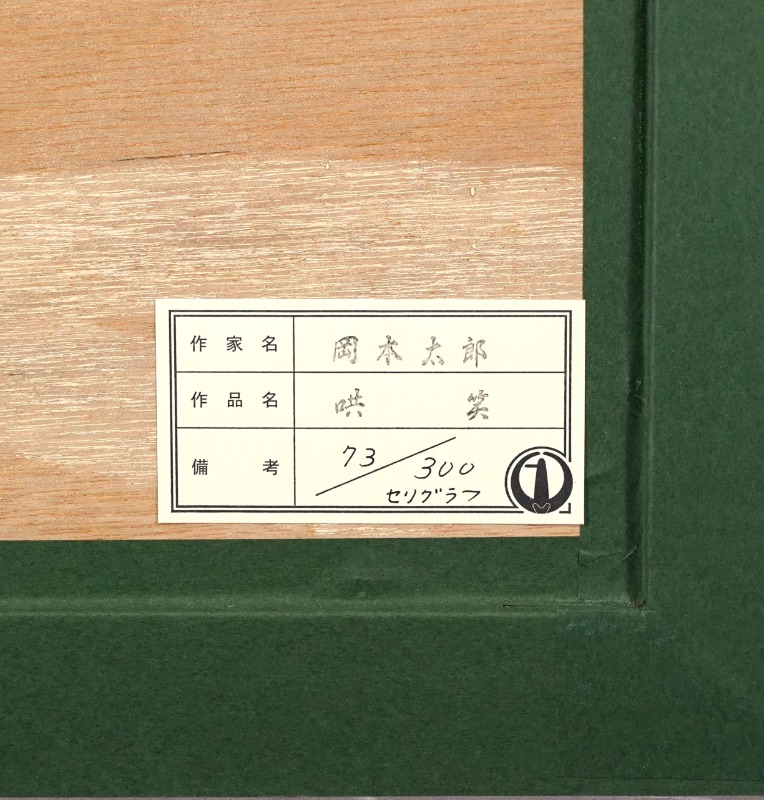 作家名 岡本太郎
作品名 哄笑
備考 73/300
セリグラフ